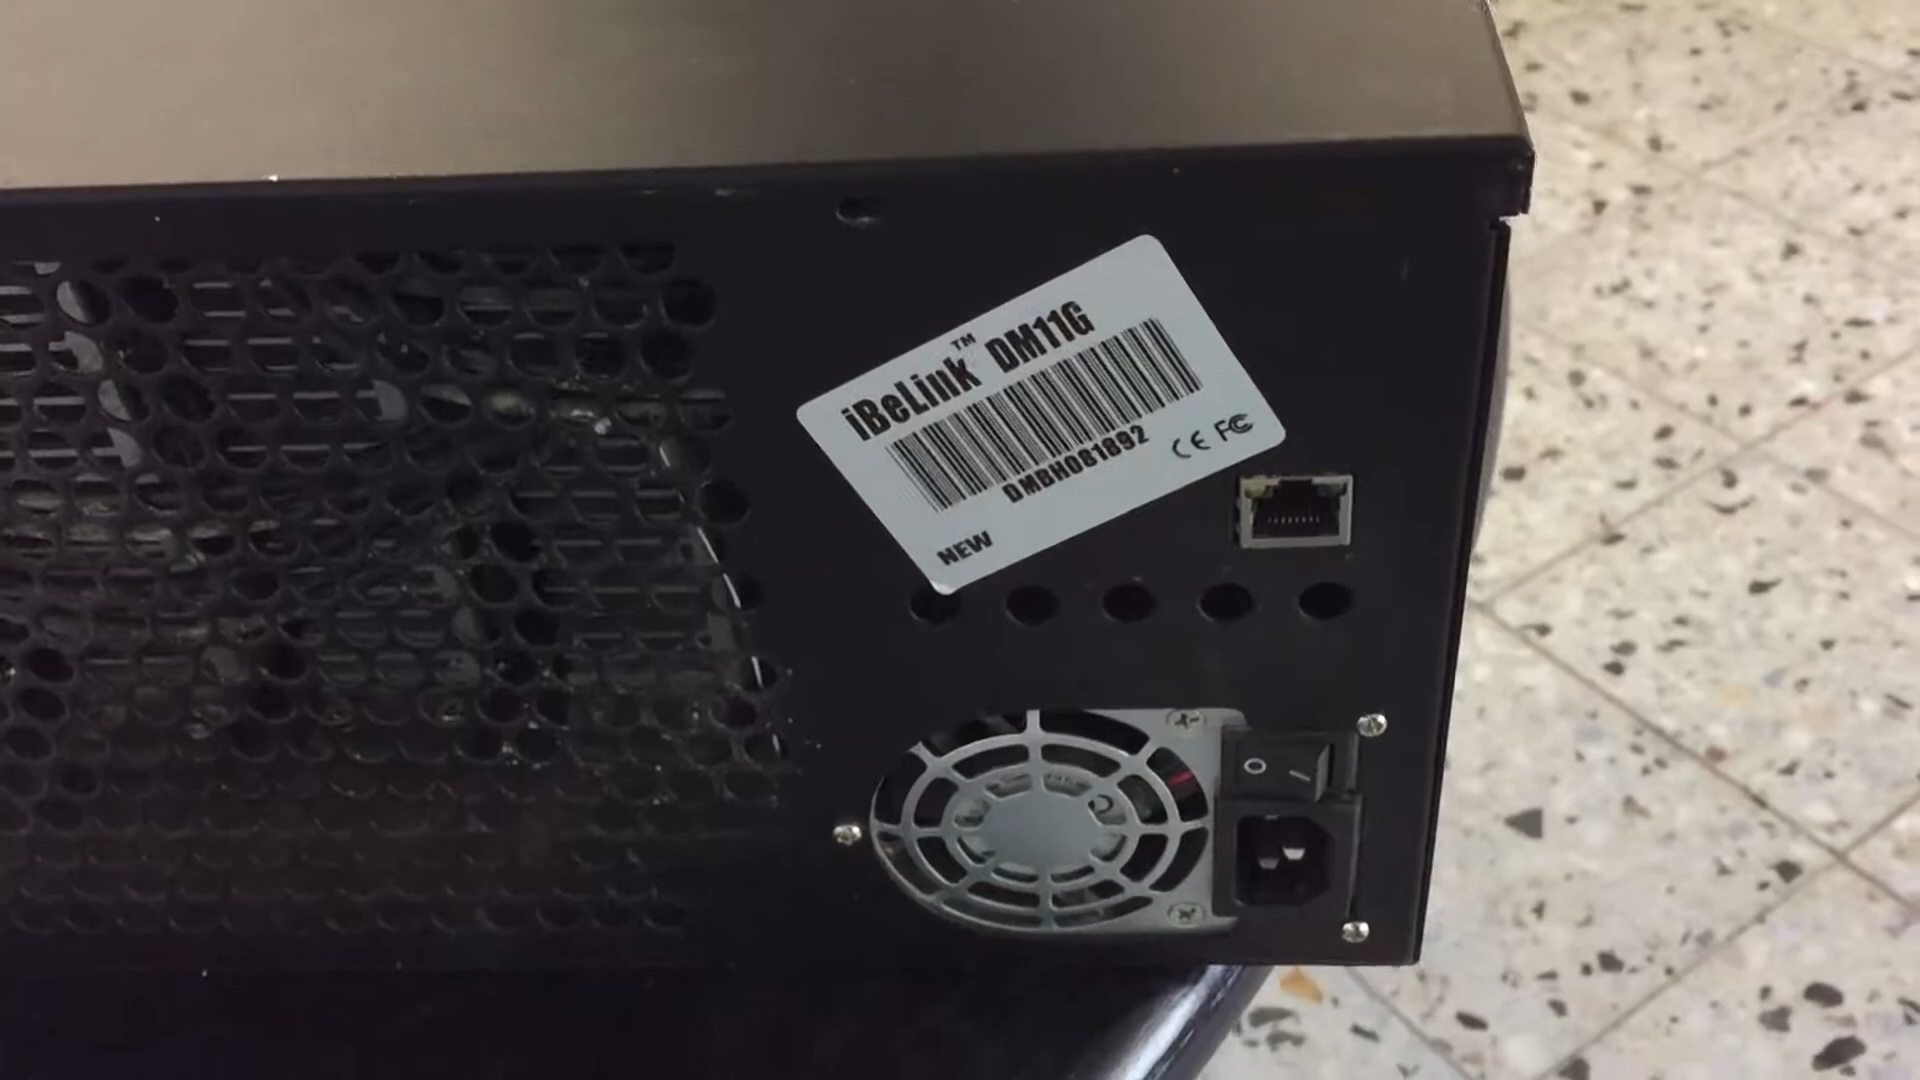 iBeLink™ DM11G
DMBH081892
CE FC
NEW
O